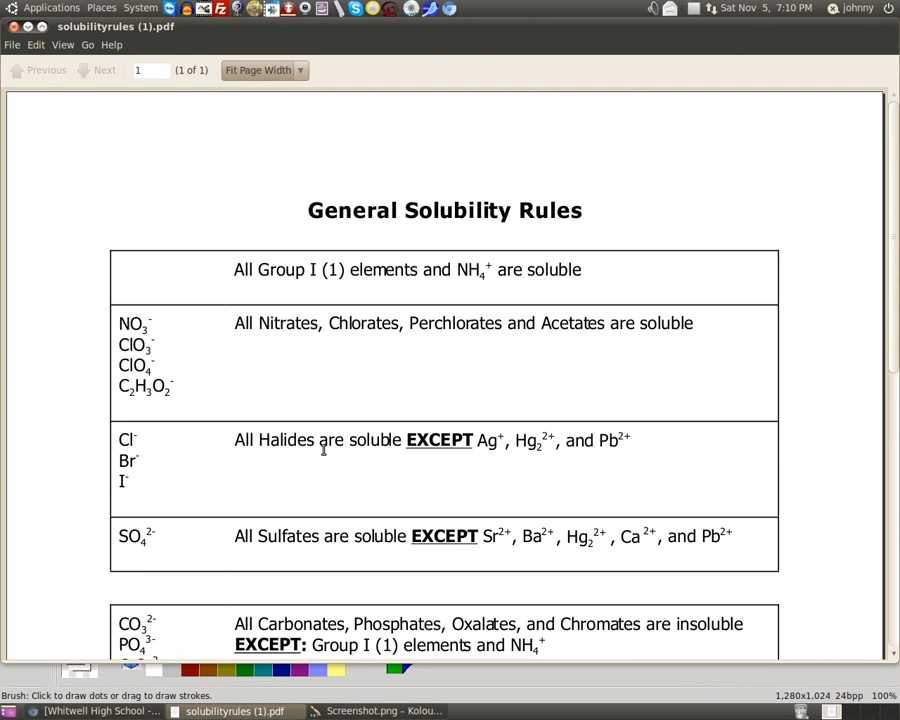 Applications Places System Sat Nov 5, 7:10 PM johnny
solubilityrules (1).pdf
File Edit View Go Help
Previous Next 1 (1 of 1) Fit Page Width
General Solubility Rules
All Group I (1) elements and NH₄⁺ are soluble
NO₃⁻ All Nitrates, Chlorates, Perchlorates and Acetates are soluble
ClO₃⁻
ClO₄⁻
C₂H₃O₂⁻
Cl⁻ All Halides are soluble EXCEPT Ag⁺, Hg₂²⁺, and Pb²⁺
Br⁻
I⁻
SO₄²⁻ All Sulfates are soluble EXCEPT Sr²⁺, Ba²⁺, Hg₂²⁺ , Ca ²⁺, and Pb²⁺
CO₃²⁻ All Carbonates, Phosphates, Oxalates, and Chromates are insoluble
PO₄³⁻ EXCEPT: Group I (1) elements and NH₄⁺
Brush: Click to draw dots or drag to draw strokes. 1,280x1,024 24bpp 100%
[Whitwell High School -... solubilityrules (1).pdf Screenshot.png – Kolou...